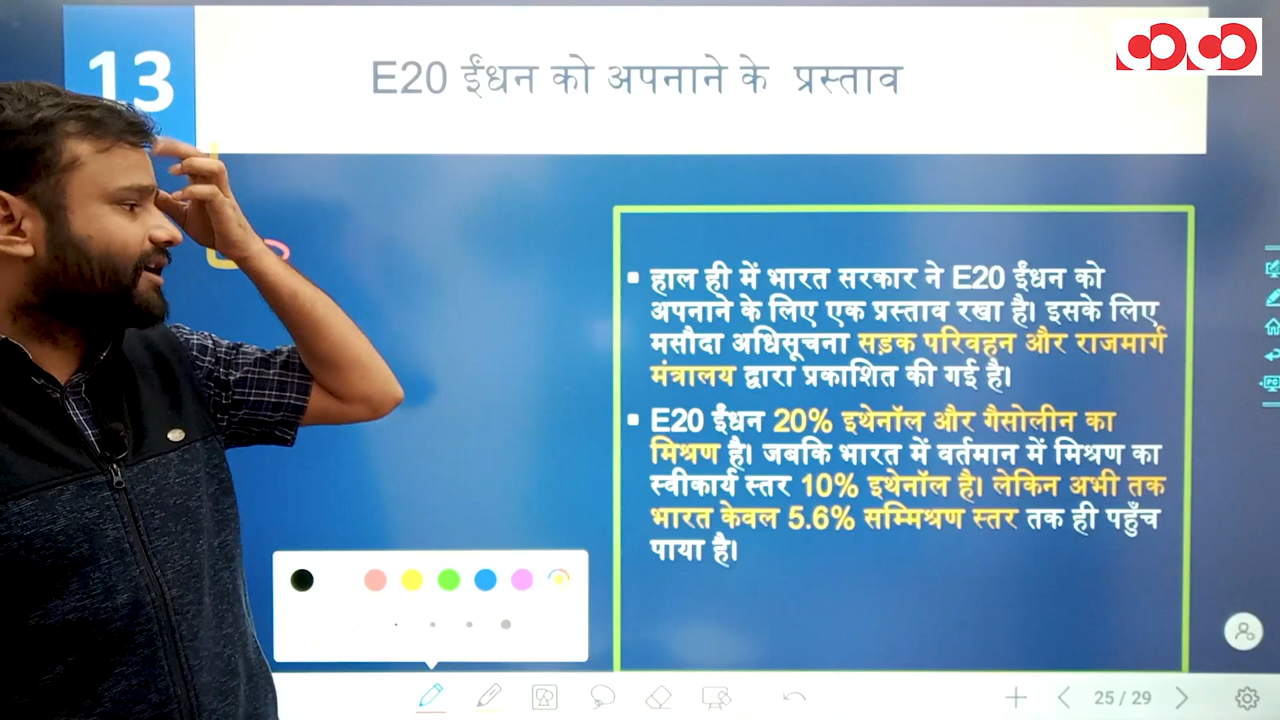 13
E20 ईंधन को अपनाने के प्रस्ताव
▪ हाल ही में भारत सरकार ने E20 ईंधन को
अपनाने के लिए एक प्रस्ताव रखा है। इसके लिए
मसौदा अधिसूचना सड़क परिवहन और राजमार्ग
मंत्रालय द्वारा प्रकाशित की गई है।
▪ E20 ईंधन 20% इथेनॉल और गैसोलीन का
मिश्रण है। जबकि भारत में वर्तमान में मिश्रण का
स्वीकार्य स्तर 10% इथेनॉल है। लेकिन अभी तक
भारत केवल 5.6% सम्मिश्रण स्तर तक ही पहुँच
पाया है।
25 / 29